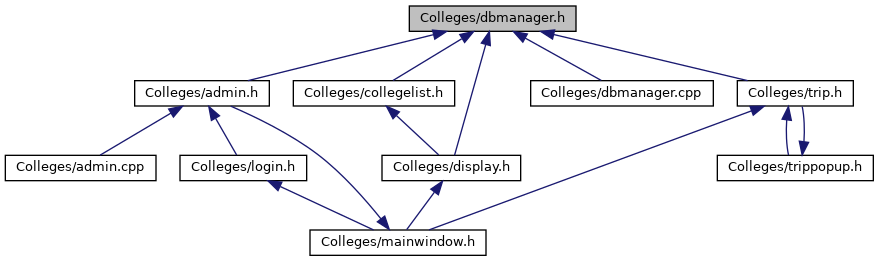 Colleges/dbmanager.h
Colleges/admin.h
Colleges/collegelist.h
Colleges/dbmanager.cpp
Colleges/trip.h
Colleges/admin.cpp
Colleges/login.h
Colleges/display.h
Colleges/trippopup.h
Colleges/mainwindow.h